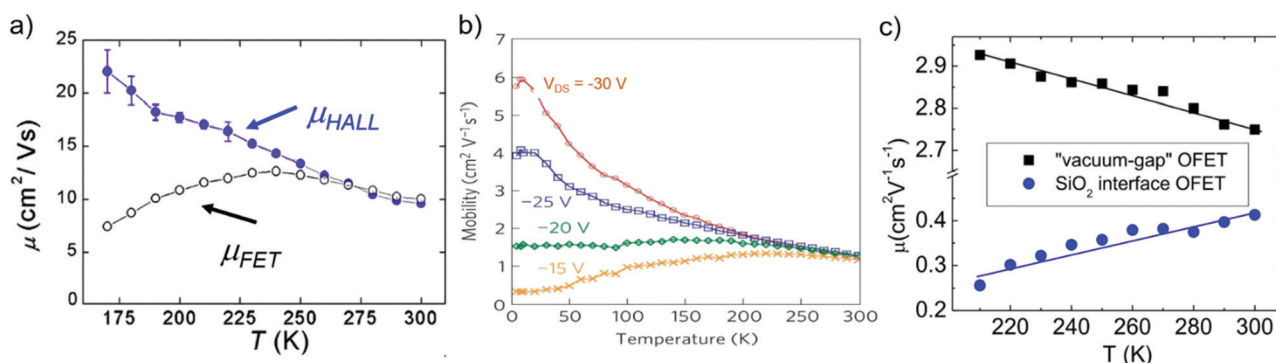 a)
25
20
15
10
5
0
μ (cm²/ Vs)
μHALL
μFET
175 200 225 250 275 300
T (K)
b)
7
6
5
4
3
2
1
0
Mobility (cm² V⁻¹s⁻¹)
VDS = -30 V
−25 V
−20 V
−15 V
0 50 100 150 200 250 300
Temperature (K)
c)
2.9
2.8
2.7
0.4
0.3
0.2
μ(cm²V⁻¹s⁻¹)
"vacuum-gap" OFET
SiO₂ interface OFET
220 240 260 280 300
T (K)